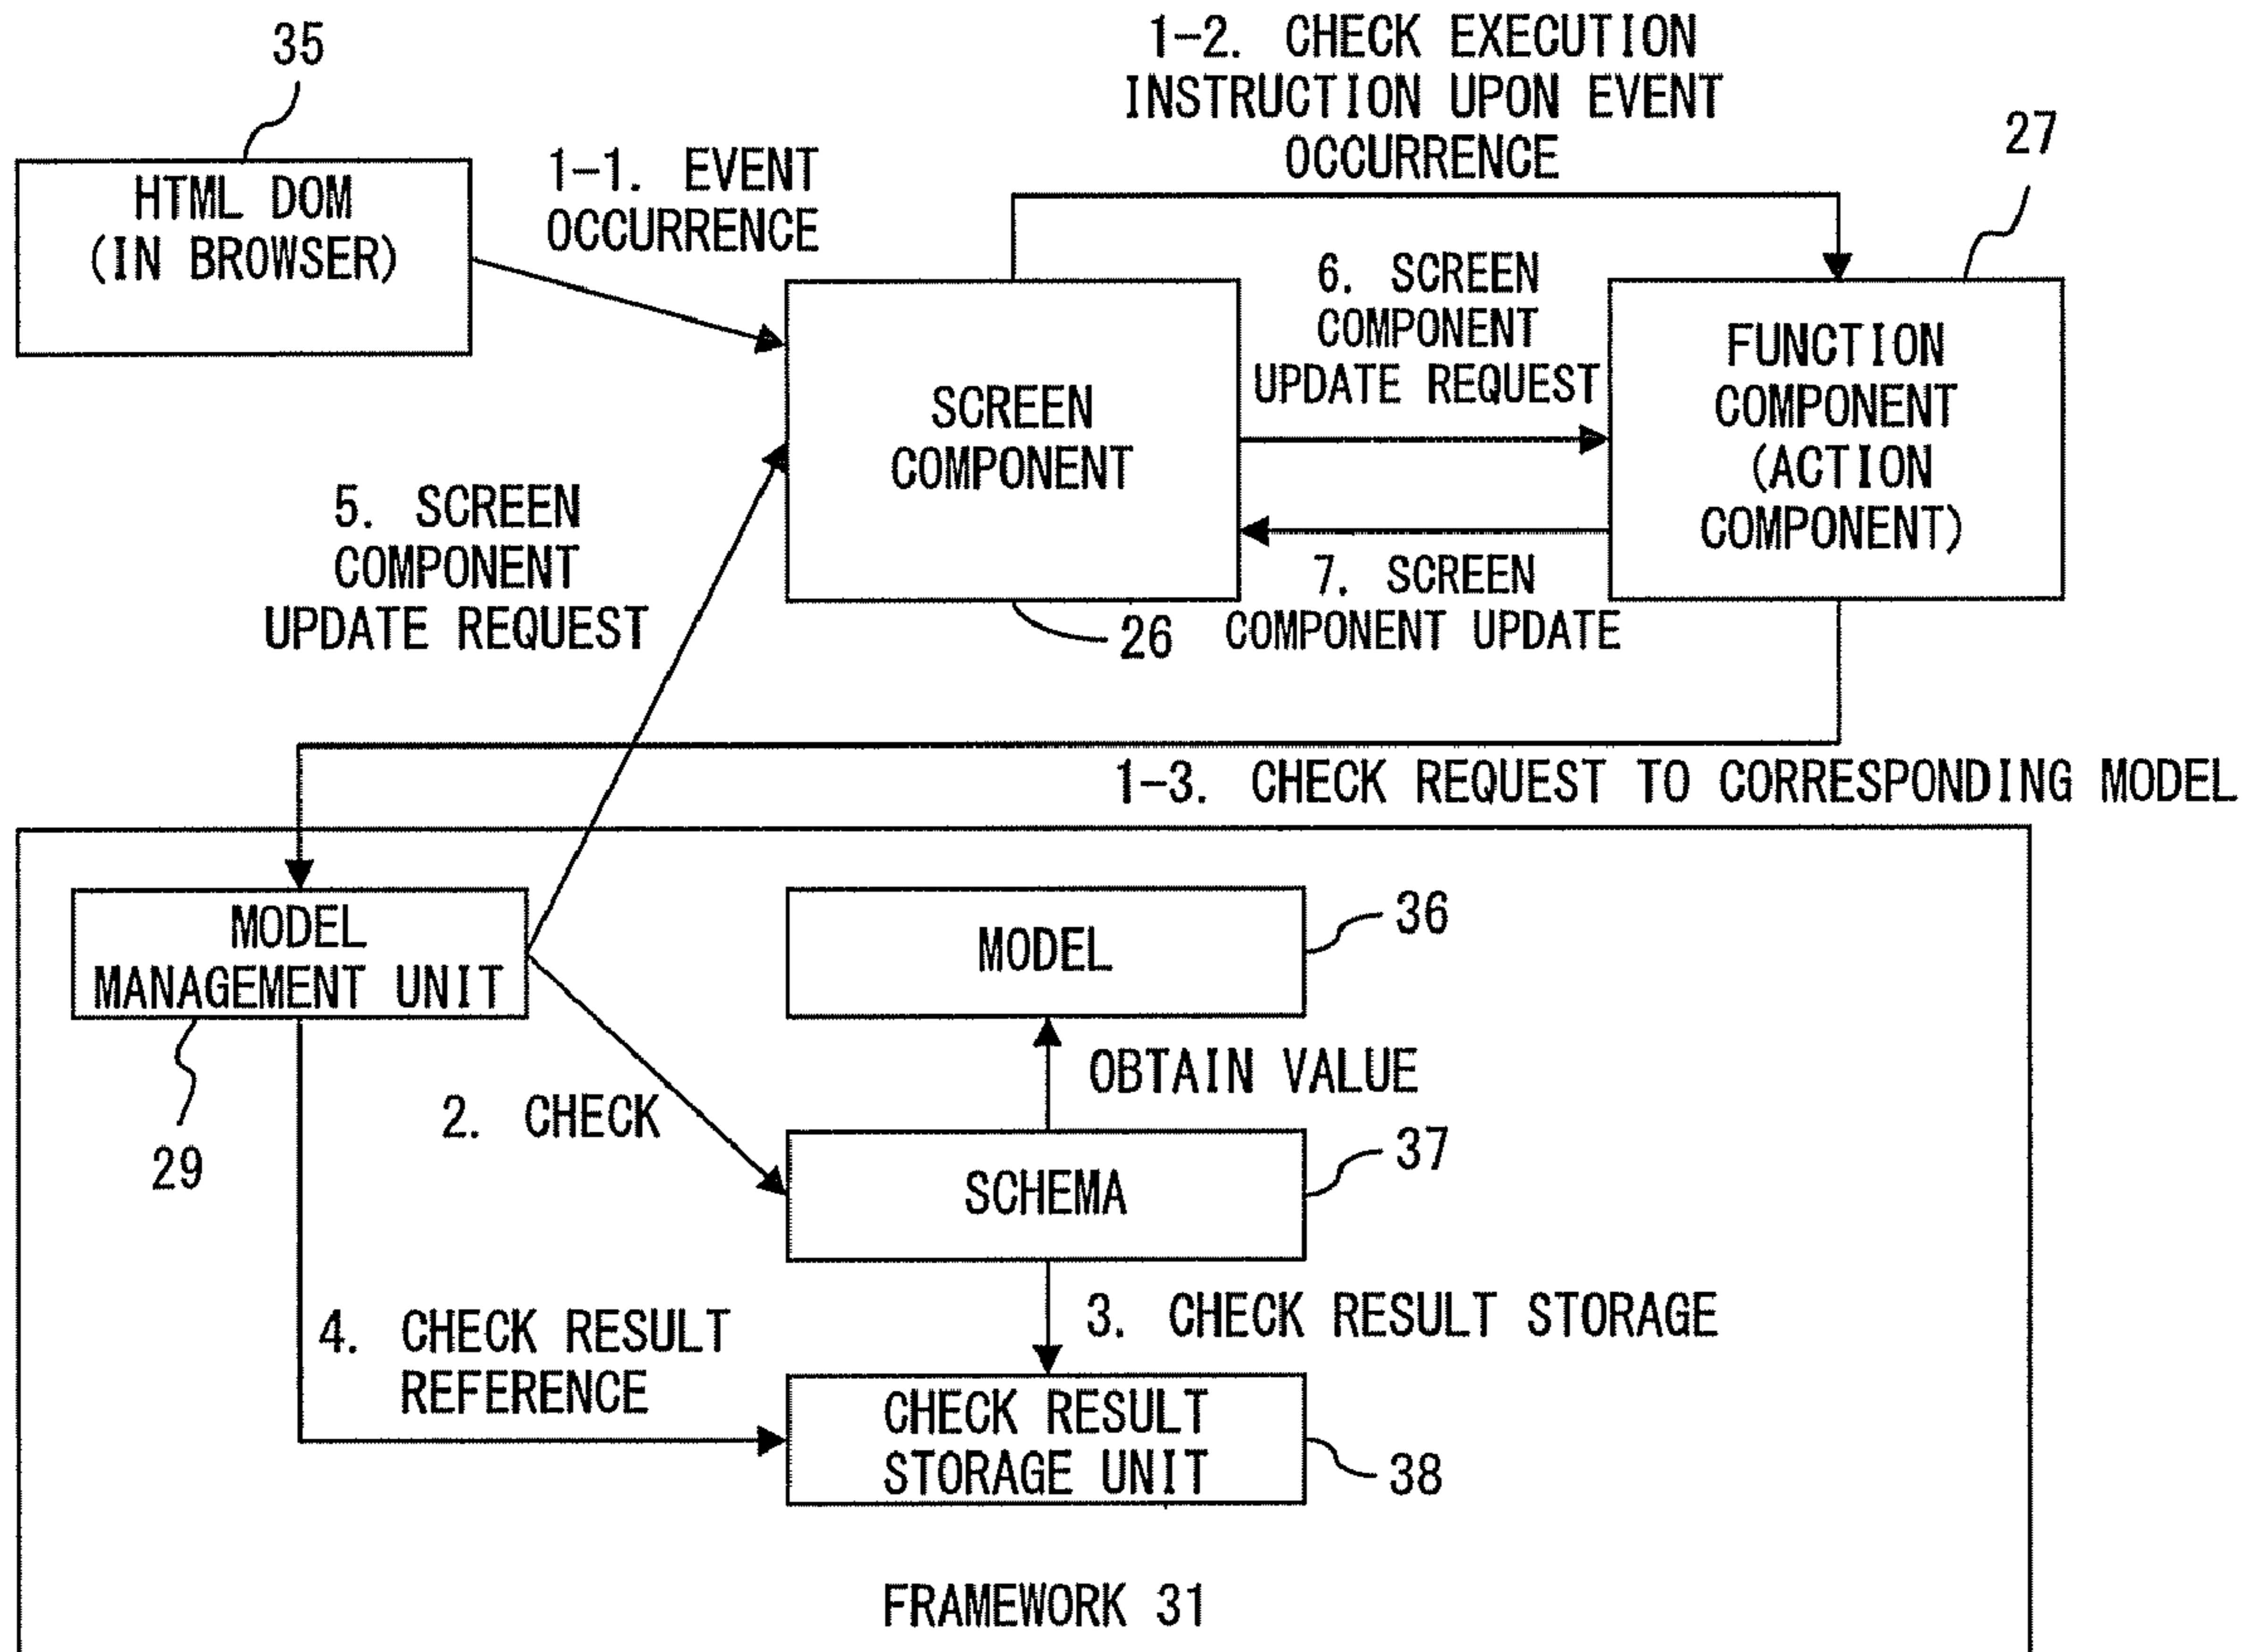 35
HTML DOM
(IN BROWSER)
1-1. EVENT
OCCURRENCE
1-2. CHECK EXECUTION
INSTRUCTION UPON EVENT
OCCURRENCE
27
SCREEN
COMPONENT
26
6. SCREEN
COMPONENT
UPDATE REQUEST
7. SCREEN
COMPONENT UPDATE
FUNCTION
COMPONENT
(ACTION
COMPONENT)
5. SCREEN
COMPONENT
UPDATE REQUEST
1-3. CHECK REQUEST TO CORRESPONDING MODEL
MODEL
MANAGEMENT UNIT
29
MODEL
36
OBTAIN VALUE
2. CHECK
SCHEMA
37
3. CHECK RESULT STORAGE
4. CHECK RESULT
REFERENCE
CHECK RESULT
STORAGE UNIT
38
FRAMEWORK 31